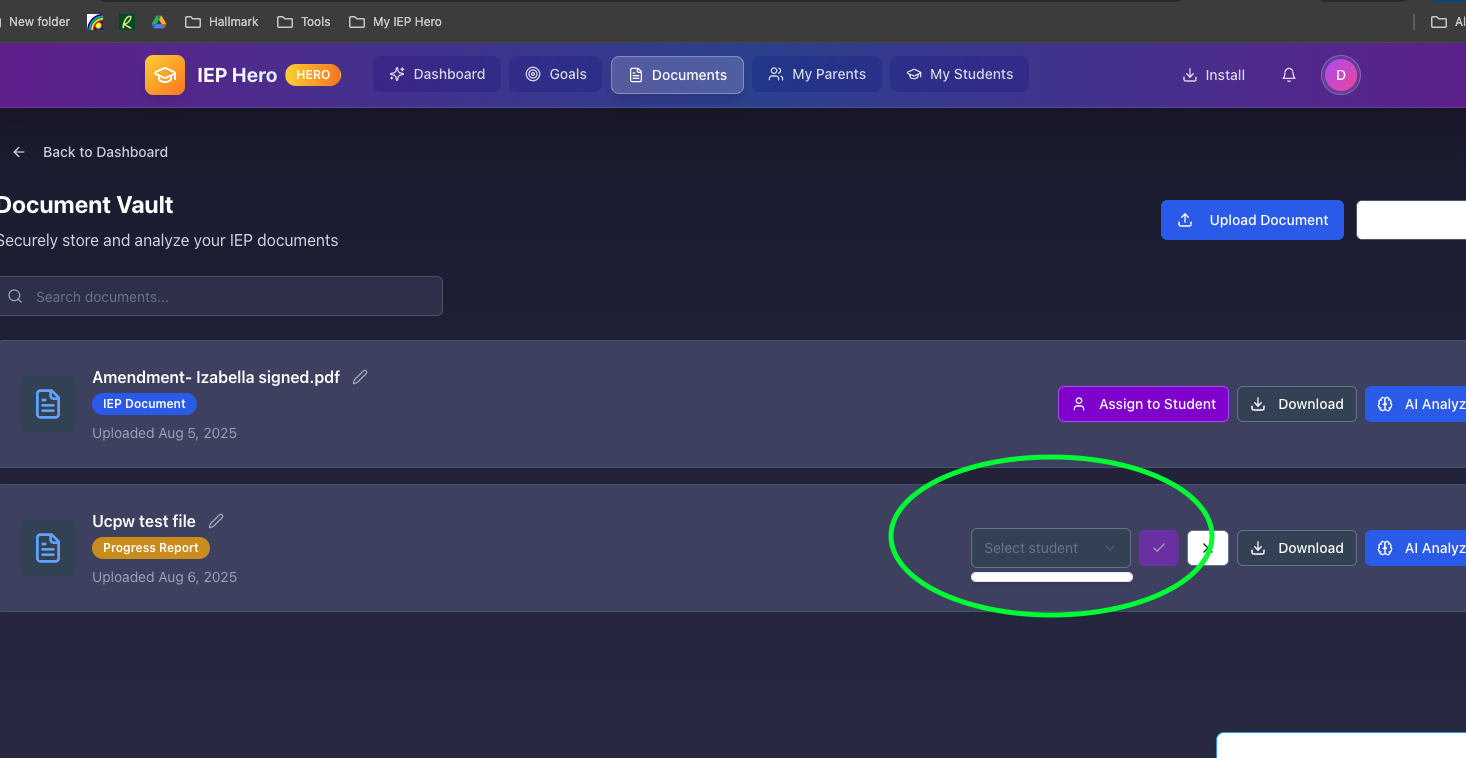 New folder
Hallmark
Tools
My IEP Hero
IEP Hero
HERO
Dashboard
Goals
Documents
My Parents
My Students
Install
D
Back to Dashboard
Document Vault
Securely store and analyze your IEP documents
Upload Document
Search documents...
Amendment- Izabella signed.pdf
IEP Document
Uploaded Aug 5, 2025
Assign to Student
Download
AI Analyz
Ucpw test file
Progress Report
Uploaded Aug 6, 2025
Select student
Download
AI Analyz